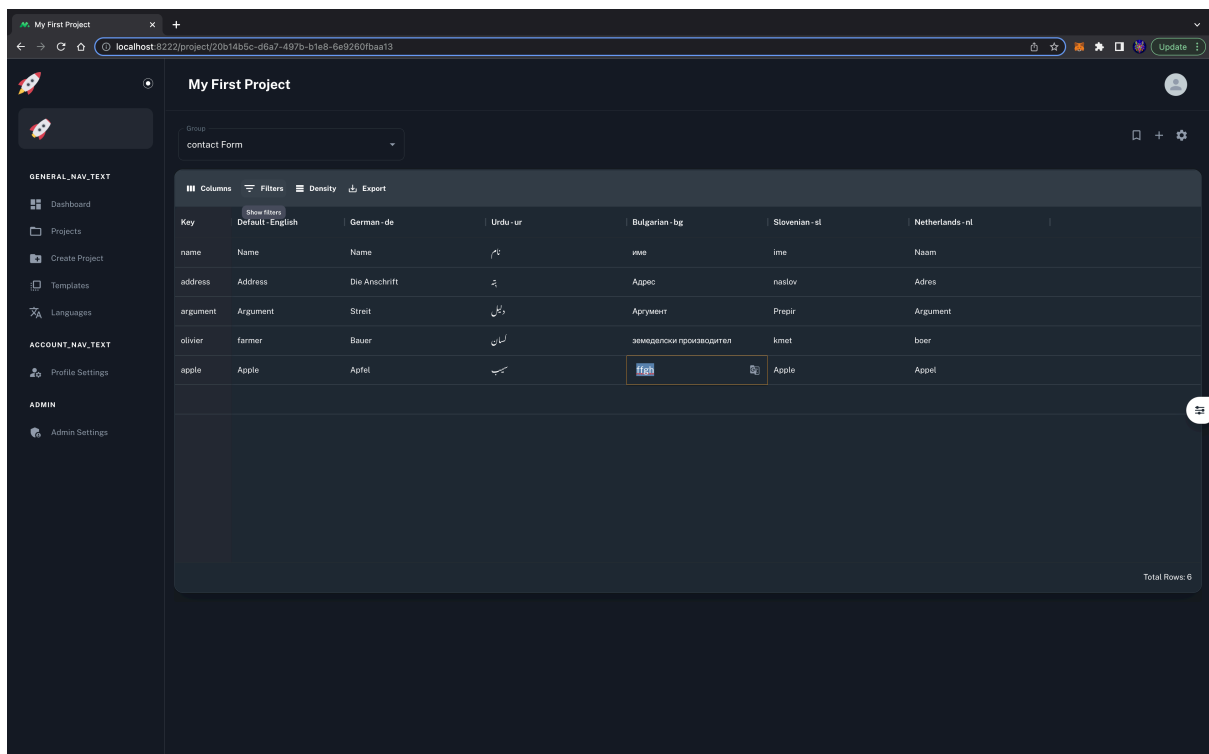 My First Project
localhost:8222/project/20b14b5c-d6a7-497b-b1e8-6e9260fbaa13
Update
My First Project
Group
contact Form
GENERAL_NAV_TEXT
Dashboard
Projects
Create Project
Templates
Languages
ACCOUNT_NAV_TEXT
Profile Settings
ADMIN
Admin Settings
Columns Filters Density Export
Show filters
Key Default - English German - de Urdu - ur Bulgarian - bg Slovenian - sl Netherlands - nl
name Name Name نام име ime Naam
address Address Die Anschrift پتہ Адрес naslov Adres
argument Argument Streit دلیل Аргумент Prepir Argument
olivier farmer Bauer لسان земеделски производител kmet boer
apple Apple Apfel سیب ffgh Apple Appel
Total Rows: 6